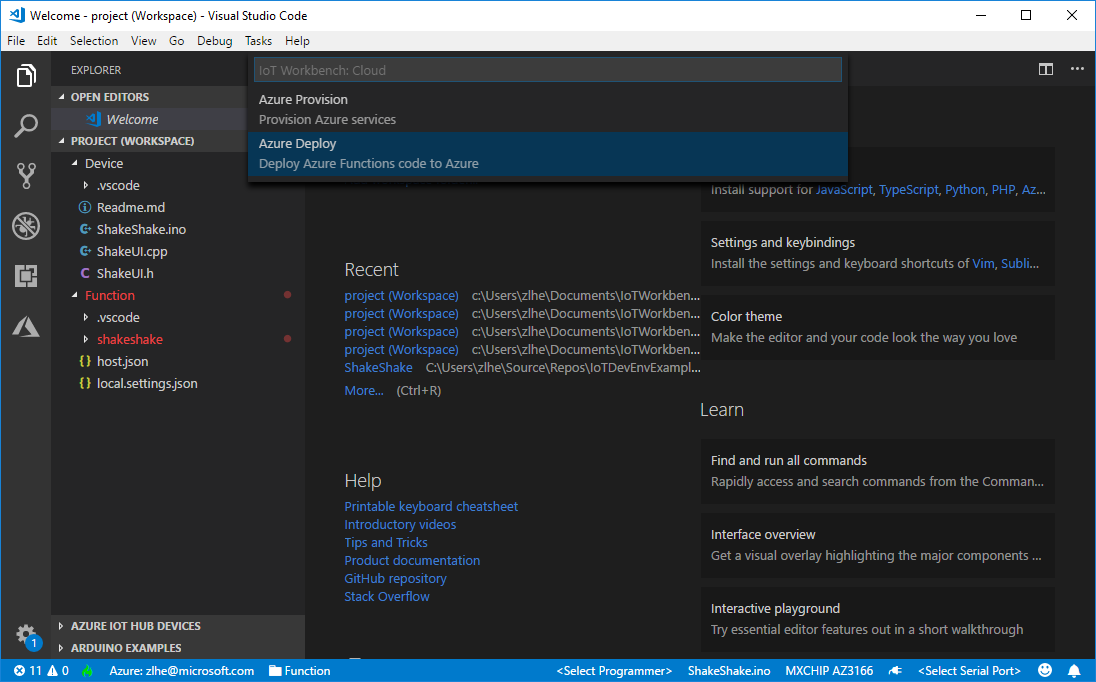 Welcome - project (Workspace) - Visual Studio Code
File Edit Selection View Go Debug Tasks Help
EXPLORER
OPEN EDITORS
Welcome
PROJECT (WORKSPACE)
Device
.vscode
Readme.md
ShakeShake.ino
ShakeUI.cpp
C ShakeUI.h
Function
.vscode
shakeshake
{} host.json
{} local.settings.json
AZURE IOT HUB DEVICES
ARDUINO EXAMPLES
IoT Workbench: Cloud
Azure Provision
Provision Azure services
Azure Deploy
Deploy Azure Functions code to Azure
Recent
project (Workspace) c:\Users\zlhe\Documents\IoTWorkben...
project (Workspace) c:\Users\zlhe\Documents\IoTWorkben...
project (Workspace) c:\Users\zlhe\Documents\IoTWorkben...
project (Workspace) c:\Users\zlhe\Documents\IoTWorkben...
ShakeShake C:\Users\zlhe\Source\Repos\IoTDevEnvExampl...
More... (Ctrl+R)
Help
Printable keyboard cheatsheet
Introductory videos
Tips and Tricks
Product documentation
GitHub repository
Stack Overflow
Install support for JavaScript, TypeScript, Python, PHP, Az...
Settings and keybindings
Install the settings and keyboard shortcuts of Vim, Subli...
Color theme
Make the editor and your code look the way you love
Learn
Find and run all commands
Rapidly access and search commands from the Comman...
Interface overview
Get a visual overlay highlighting the major components ...
Interactive playground
Try essential editor features out in a short walkthrough
1
11 0 Azure: zlhe@microsoft.com Function <Select Programmer> ShakeShake.ino MXCHIP AZ3166 <Select Serial Port>